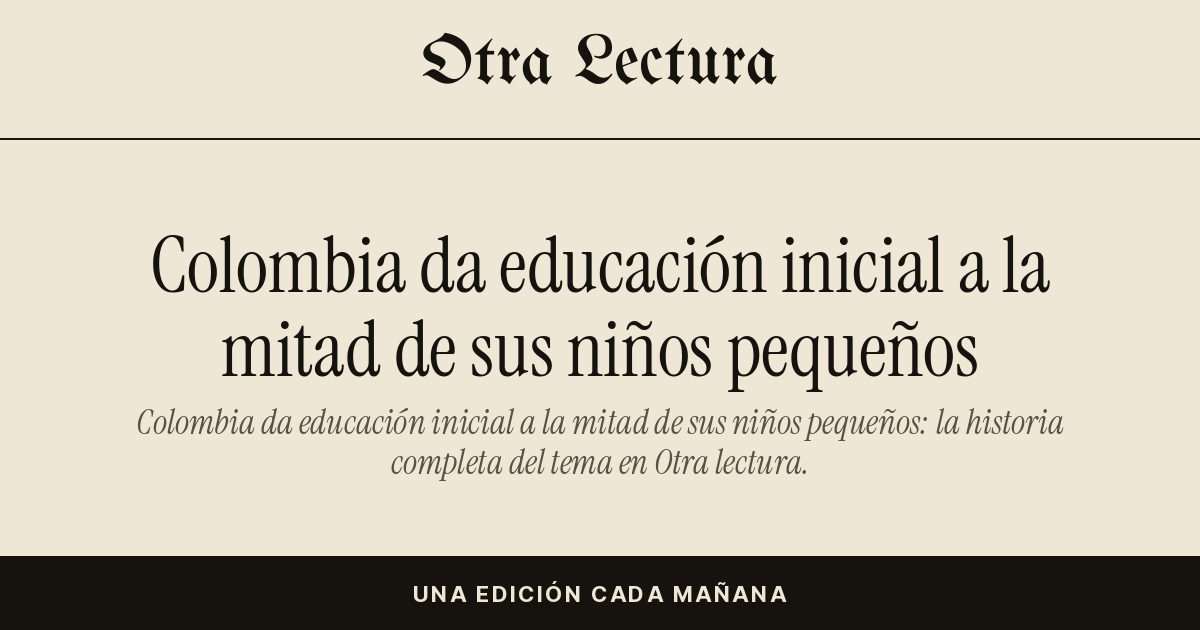 Otra Lectura
Colombia da educación inicial a la
mitad de sus niños pequeños
Colombia da educación inicial a la mitad de sus niños pequeños: la historia
completa del tema en Otra lectura.
UNA EDICIÓN CADA MAÑANA